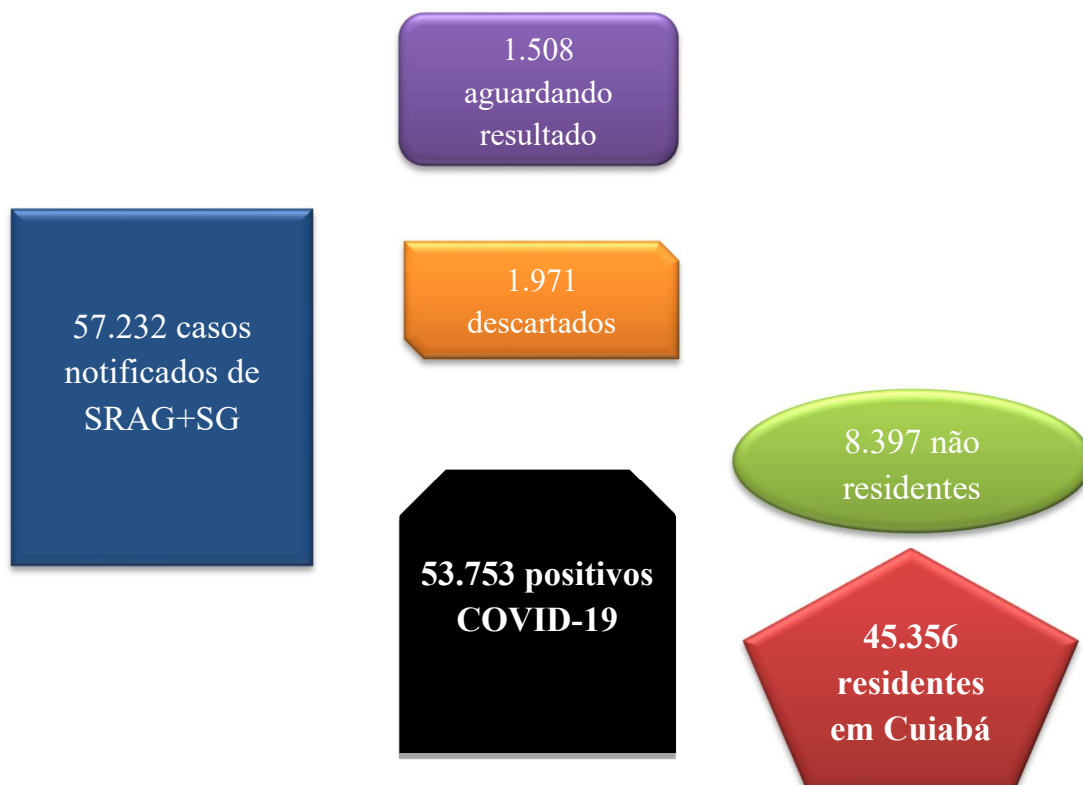 1.508
aguardando
resultado
57.232 casos
notificados de
SRAG+SG
1.971
descartados
53.753 positivos
COVID-19
8.397 não
residentes
45.356
residentes
em Cuiabá